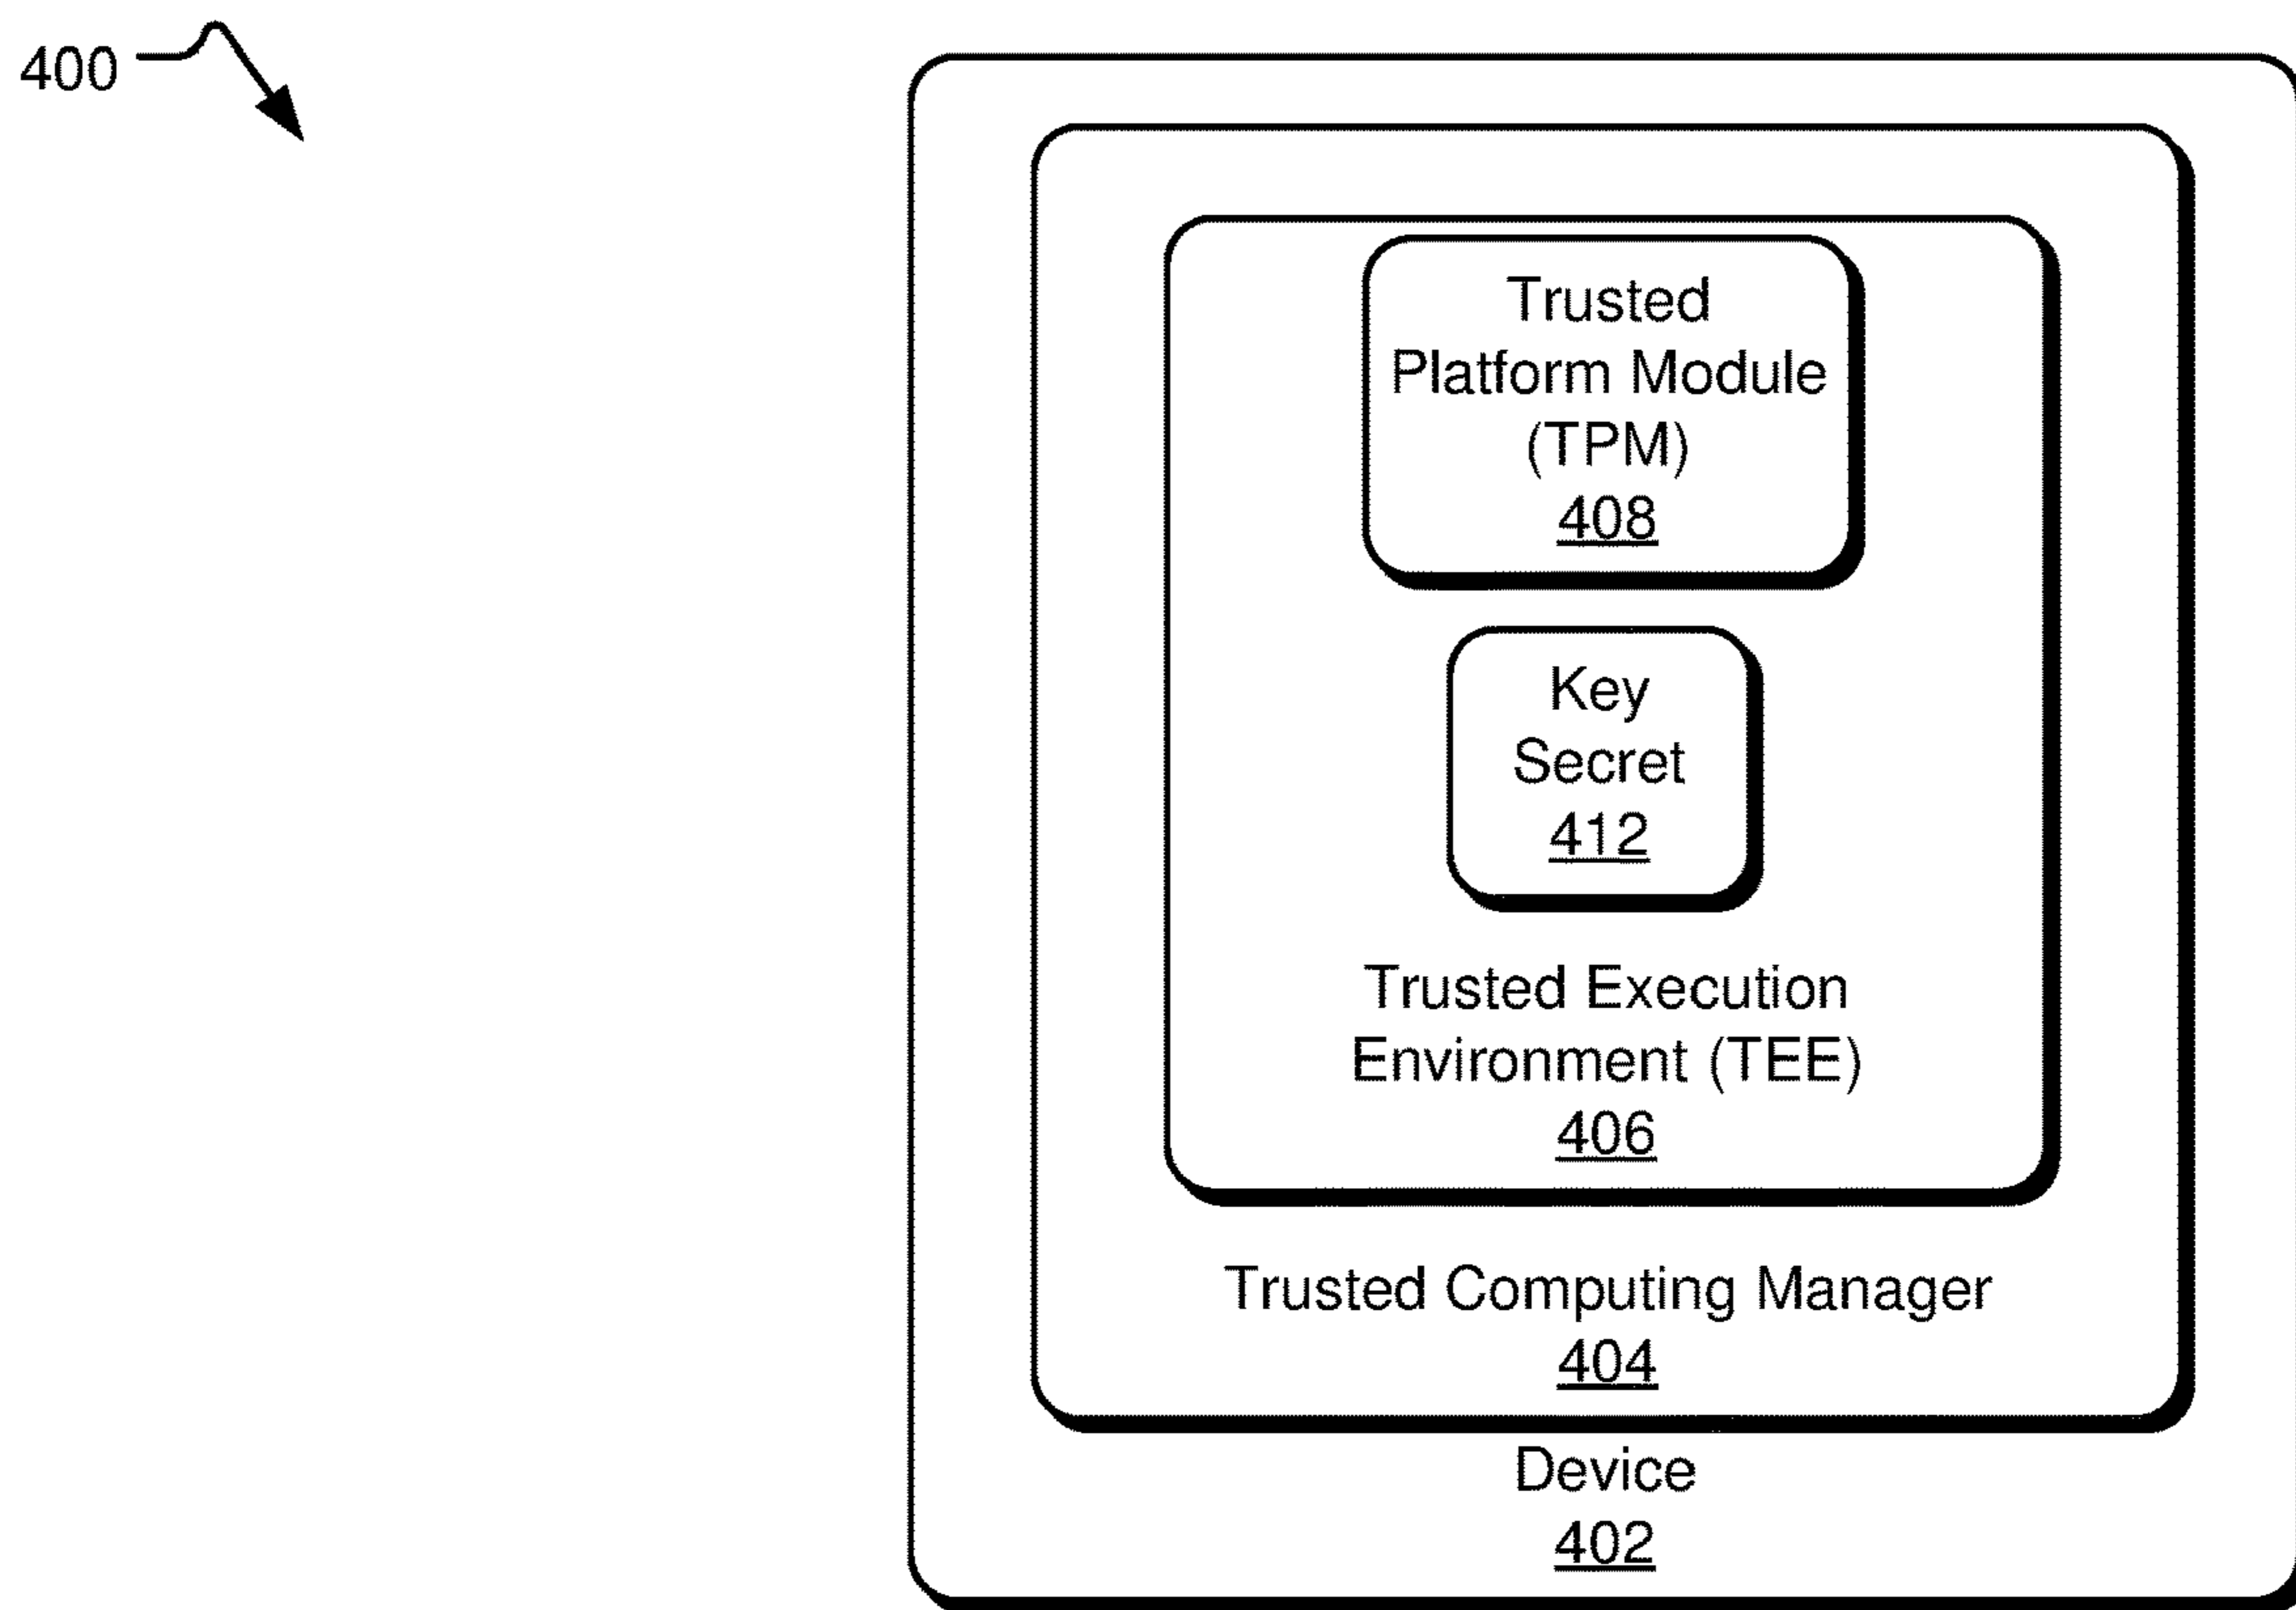 400
Trusted
Platform Module
(TPM)
408
Key
Secret
412
Trusted Execution
Environment (TEE)
406
Trusted Computing Manager
404
Device
402